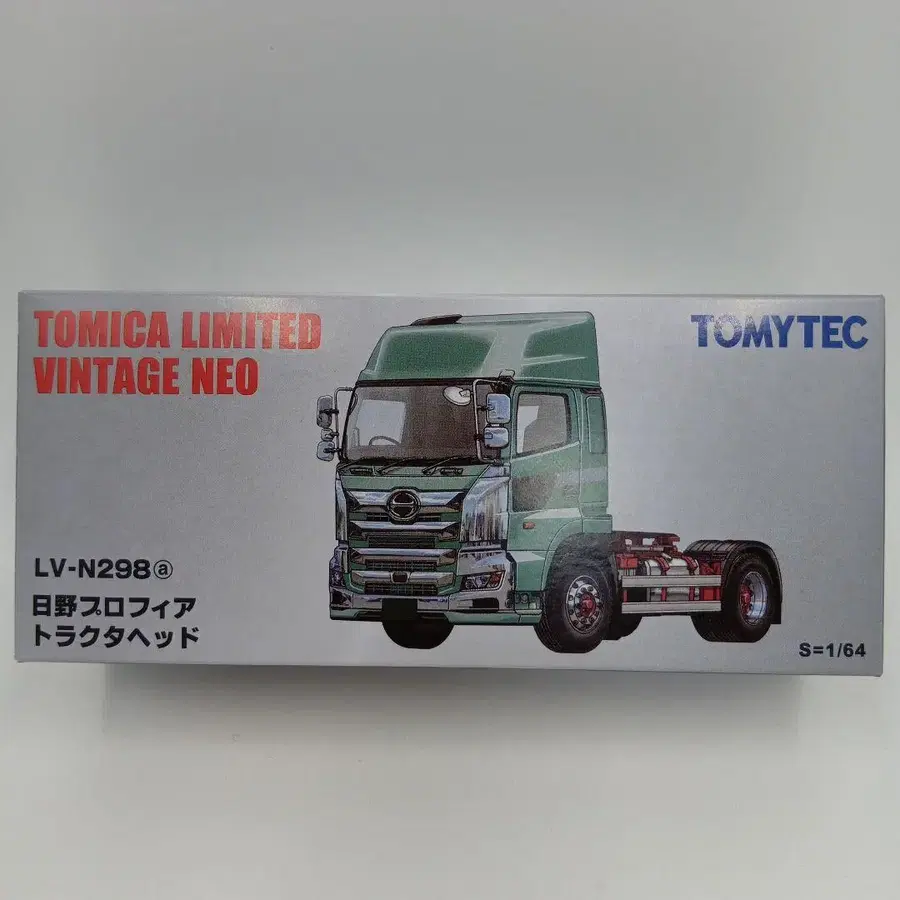 TOMICA LIMITED
VINTAGE NEO
TOMYTEC
LV-N298ⓐ
日野プロフィア
トラクタヘッド
S=1/64